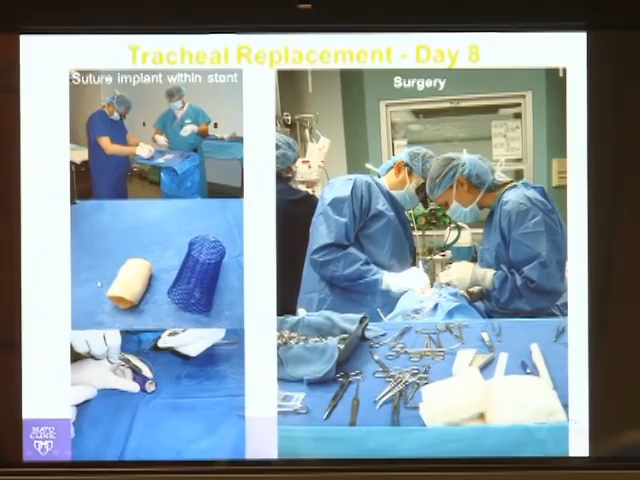 Tracheal Replacement - Day 8
Suture implant within stent
Surgery
MAYO
CLINIC